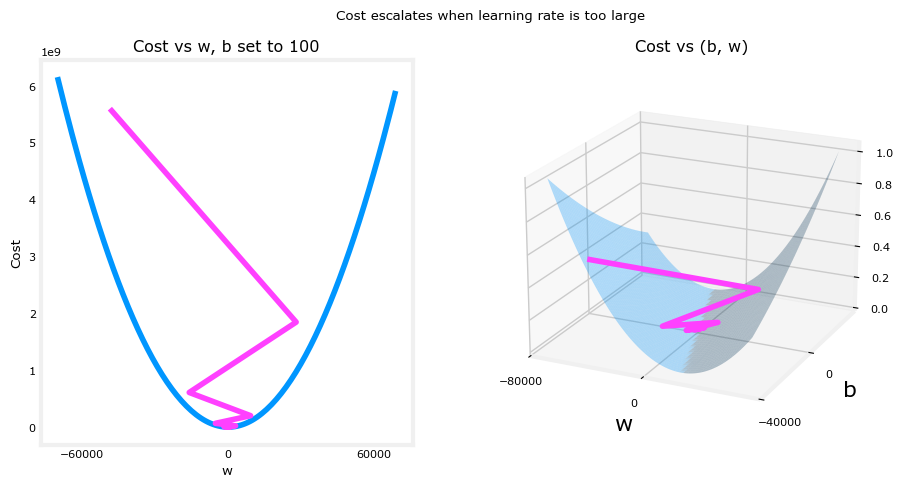 Cost escalates when learning rate is too large
Cost vs w, b set to 100
1e9
6
5
4
3
2
1
0
Cost
−60000
0
60000
w
Cost vs (b, w)
1.0
0.8
0.6
0.4
0.2
0.0
−80000
0
−40000
0
w
b